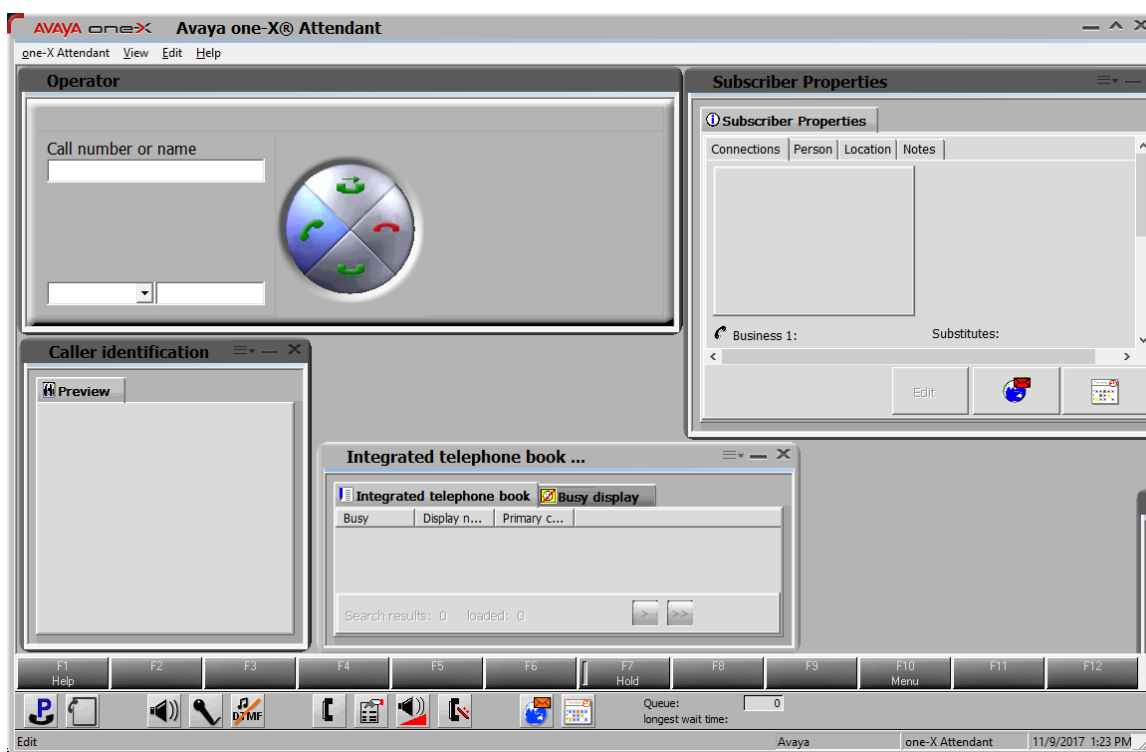 AVAYA one-X Avaya one-X® Attendant
one-X Attendant View Edit Help
Operator
Call number or name
Subscriber Properties
Subscriber Properties
Connections Person Location Notes
Business 1: Substitutes:
Edit
Caller identification
Preview
Integrated telephone book ...
Integrated telephone book Busy display
Busy Display n... Primary c...
Search results: 0 loaded: 0
F1 F2 F3 F4 F5 F6 F7 F8 F9 F10 F11 F12
Help Hold Menu
P DTMF
Queue: 0
longest wait time:
Edit Avaya one-X Attendant 11/9/2017 1:23 PM